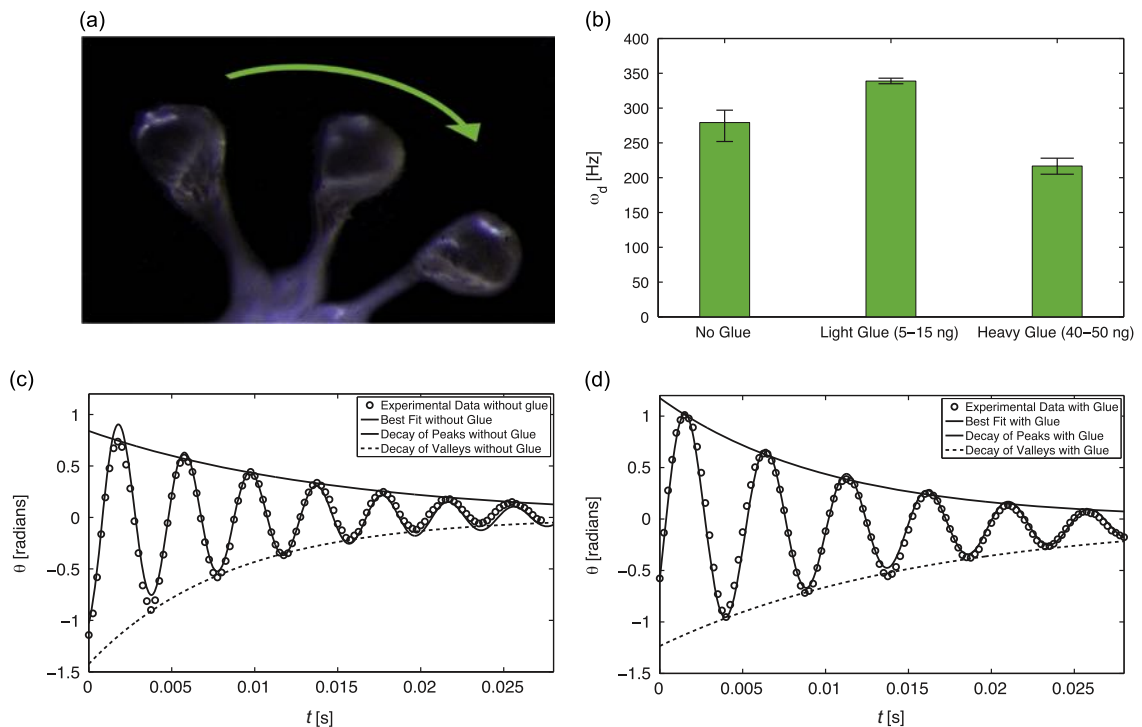 (a)
(b)
400
350
300
250
200
150
100
50
0
ω_d [Hz]
No Glue
Light Glue (5–15 ng)
Heavy Glue (40–50 ng)
(c)
Experimental Data without glue
Best Fit without Glue
Decay of Peaks without Glue
Decay of Valleys without Glue
1
0.5
0
−0.5
−1
−1.5
θ [radians]
0
0.005
0.01
0.015
0.02
0.025
t [s]
(d)
Experimental Data with Glue
Best Fit with Glue
Decay of Peaks with Glue
Decay of Valleys with Glue
1
0.5
0
−0.5
−1
−1.5
θ [radians]
0
0.005
0.01
0.015
0.02
0.025
t [s]